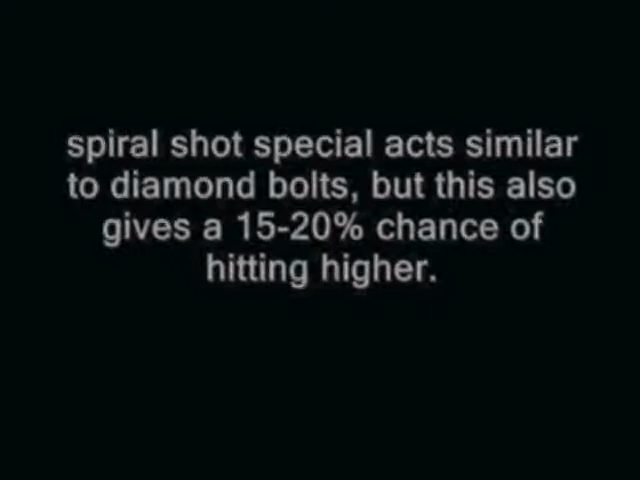 spiral shot special acts similar
to diamond bolts, but this also
gives a 15-20% chance of
hitting higher.